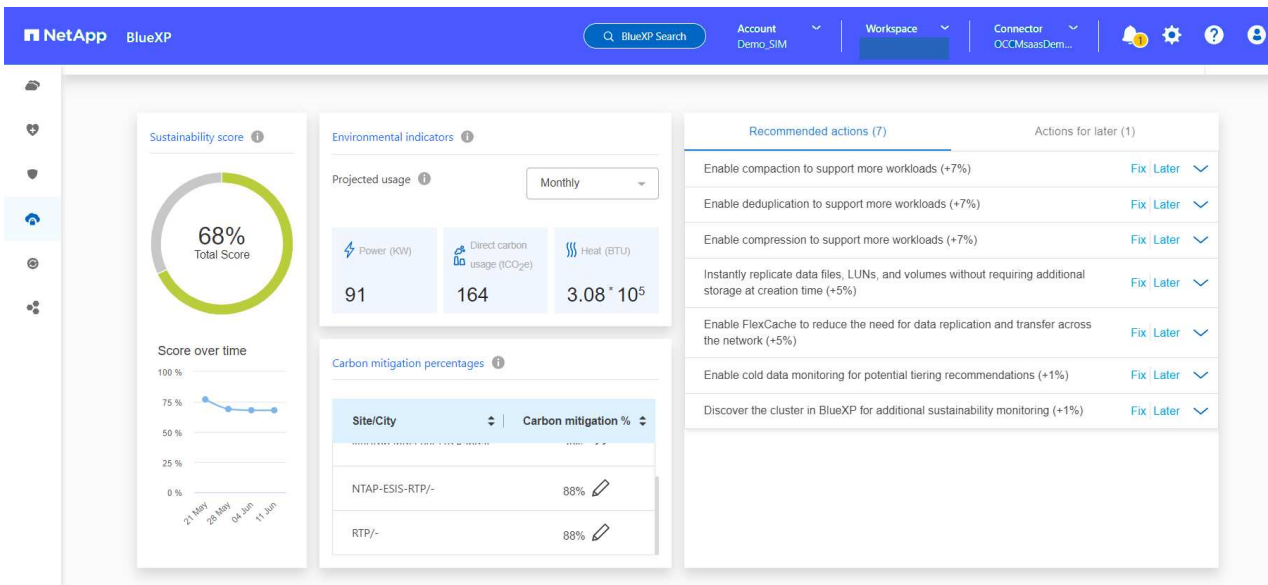 NetApp BlueXP
BlueXP Search
Account
Demo_SIM
Workspace
Connector
OCCMsaasDem...
1
Sustainability score
68%
Total Score
Score over time
100 %
75 %
50 %
25 %
0 %
21 May
28 May
04 Jun
11 Jun
Environmental indicators
Projected usage
Monthly
Power (KW)
91
Direct carbon
usage (tCO2e)
164
Heat (BTU)
3.08 * 10⁵
Carbon mitigation percentages
Site/City Carbon mitigation %
NTAP-ESIS-RTP/- 88%
RTP/- 88%
Recommended actions (7) Actions for later (1)
Enable compaction to support more workloads (+7%) Fix Later
Enable deduplication to support more workloads (+7%) Fix Later
Enable compression to support more workloads (+7%) Fix Later
Instantly replicate data files, LUNs, and volumes without requiring additional
storage at creation time (+5%) Fix Later
Enable FlexCache to reduce the need for data replication and transfer across
the network (+5%) Fix Later
Enable cold data monitoring for potential tiering recommendations (+1%) Fix Later
Discover the cluster in BlueXP for additional sustainability monitoring (+1%) Fix Later